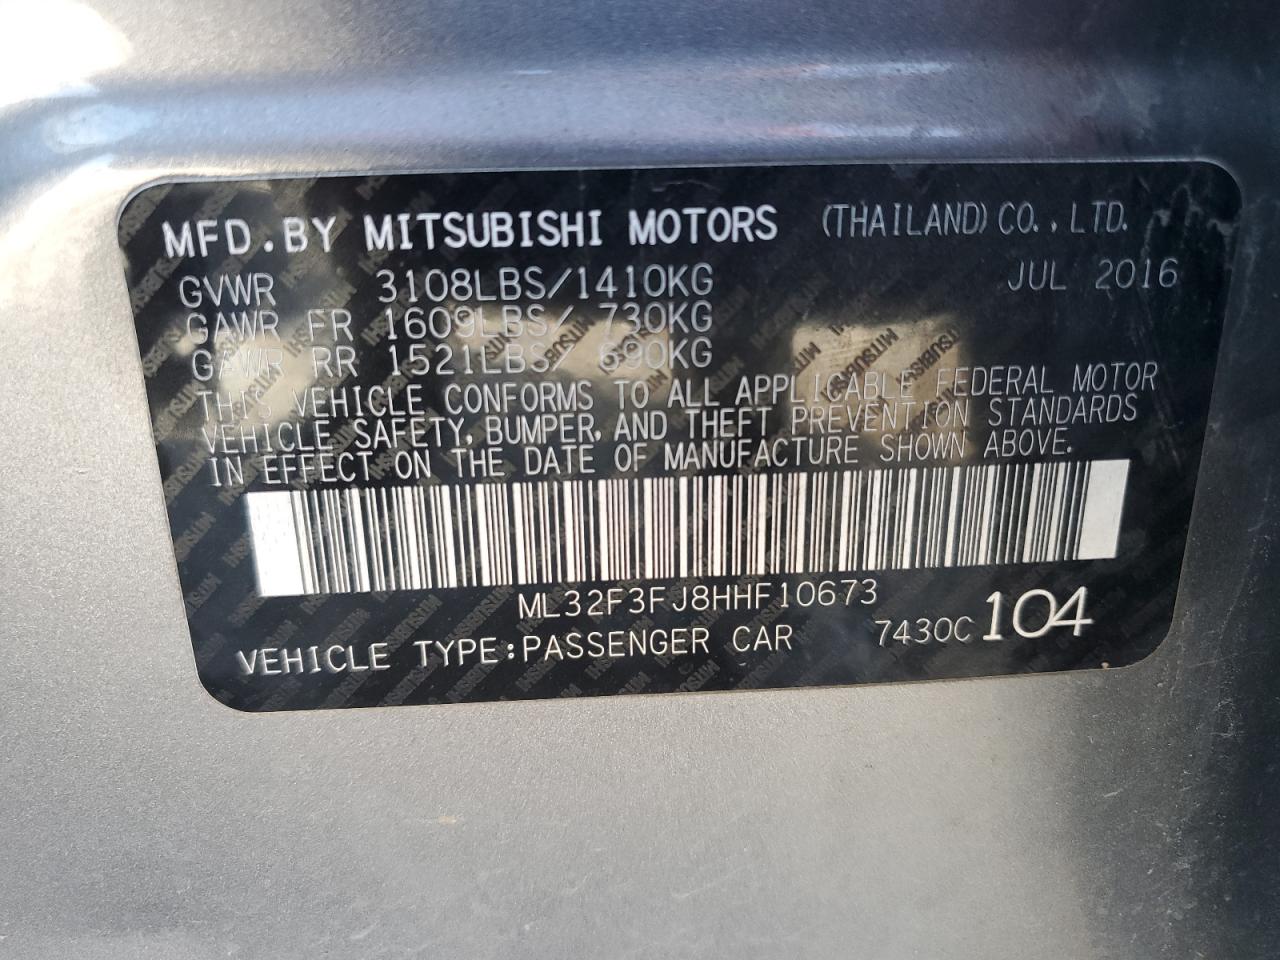 MFD.BY MITSUBISHI MOTORS (THAILAND) CO., LTD.
GVWR 3108LBS/1410KG JUL 2016
GAWR FR 1609LBS/ 730KG
GAWR RR 1521LBS/ 690KG
THIS VEHICLE CONFORMS TO ALL APPLICABLE FEDERAL MOTOR
VEHICLE SAFETY, BUMPER, AND THEFT PREVENTION STANDARDS
IN EFFECT ON THE DATE OF MANUFACTURE SHOWN ABOVE.
ML32F3FJ8HHF10673
VEHICLE TYPE:PASSENGER CAR 7430C 104